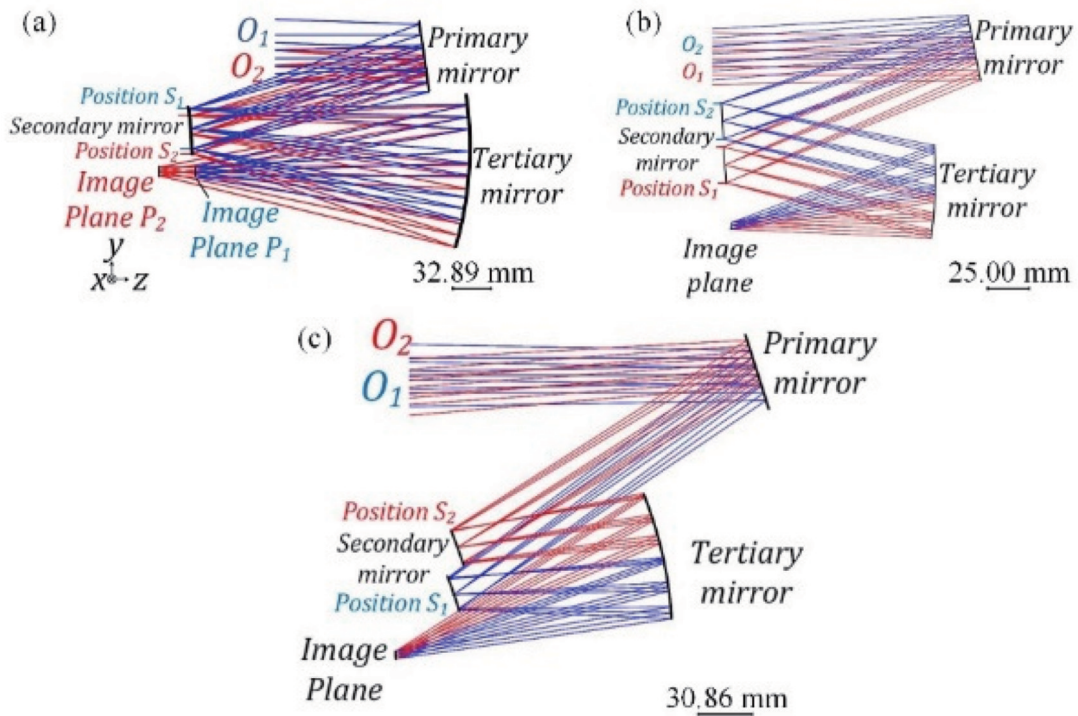 (a)
O1
O2
Primary
mirror
Position S1
Secondary mirror
Position S2
Image
Plane P2
Image
Plane P1
Tertiary
mirror
y
x z
32.89 mm
(b)
O2
O1
Primary
mirror
Position S2
Secondary
mirror
Position S1
Tertiary
mirror
Image
plane
25.00 mm
(c)
O2
O1
Primary
mirror
Position S2
Secondary
mirror
Position S1
Tertiary
mirror
Image
Plane
30.86 mm